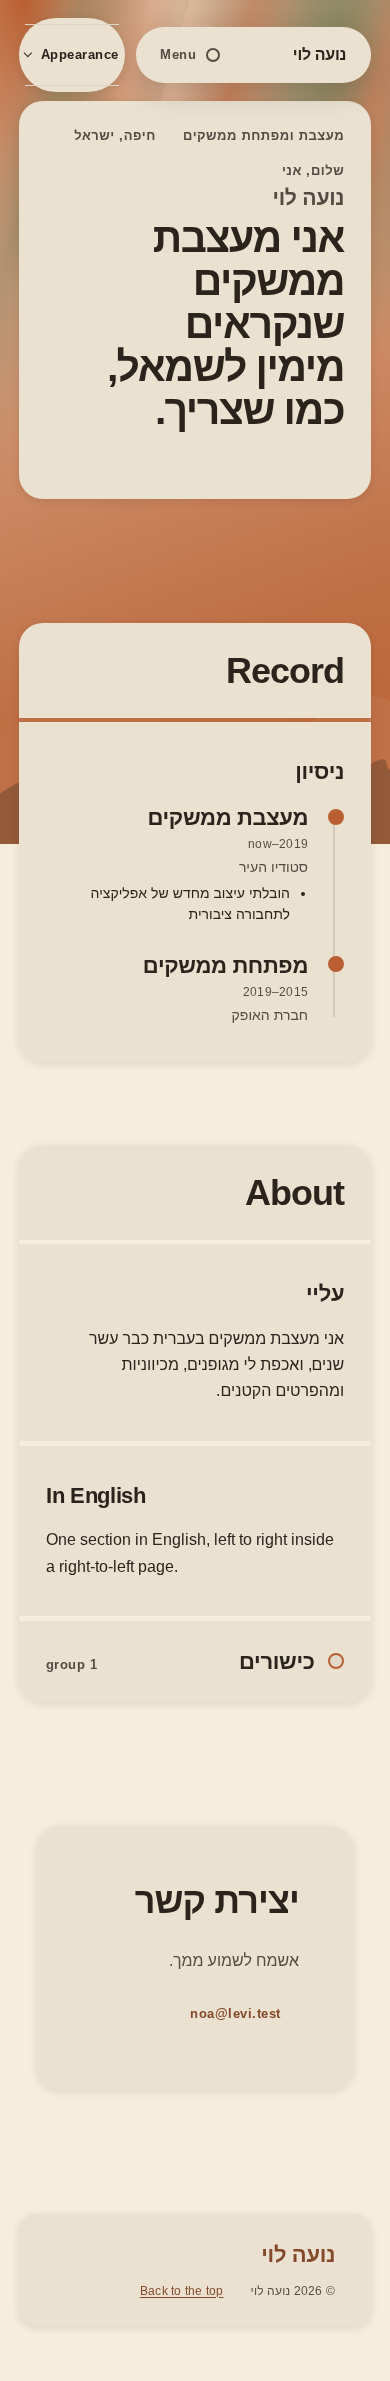 נועה לוי
Menu
Appearance
מעצבת ומפתחת ממשקים
חיפה, ישראל
שלום, אני
נועה לוי
אני מעצבת
ממשקים
שנקראים
מימין לשמאל,
כמו שצריך.
Record
ניסיון
מעצבת ממשקים
2019–now
סטודיו העיר
• הובלתי עיצוב מחדש של אפליקציה
לתחבורה ציבורית
מפתחת ממשקים
2015–2019
חברת האופק
About
עליי
אני מעצבת ממשקים בעברית כבר עשר
שנים, ואכפת לי מגופנים, מכיווניות
ומהפרטים הקטנים.
In English
One section in English, left to right inside
a right-to-left page.
כישורים
1 group
יצירת קשר
אשמח לשמוע ממך.
noa@levi.test
נועה לוי
© 2026 נועה לוי
Back to the top